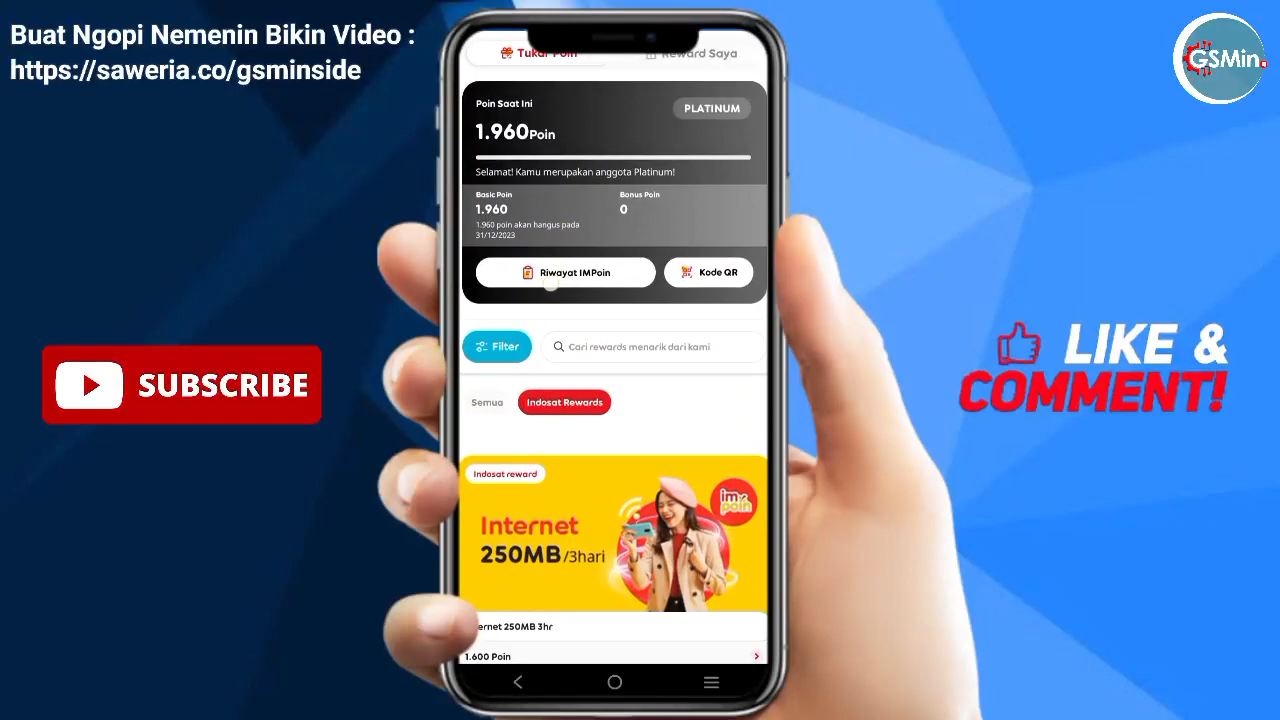 Buat Ngopi Nemenin Bikin Video :
https://saweria.co/gsminside
GSMin.
Tukar Poin
Reward Saya
Poin Saat Ini
PLATINUM
1.960Poin
Selamat! Kamu merupakan anggota Platinum!
Basic Poin
Bonus Poin
1.960
0
1.960 poin akan hangus pada
31/12/2023
Riwayat IMPoin
Kode QR
Filter
Cari rewards menarik dari kami
Semua
Indosat Rewards
SUBSCRIBE
LIKE &
COMMENT!
Indosat reward
im
poin
Internet
250MB/3hari
ernet 250MB 3hr
1.600 Poin